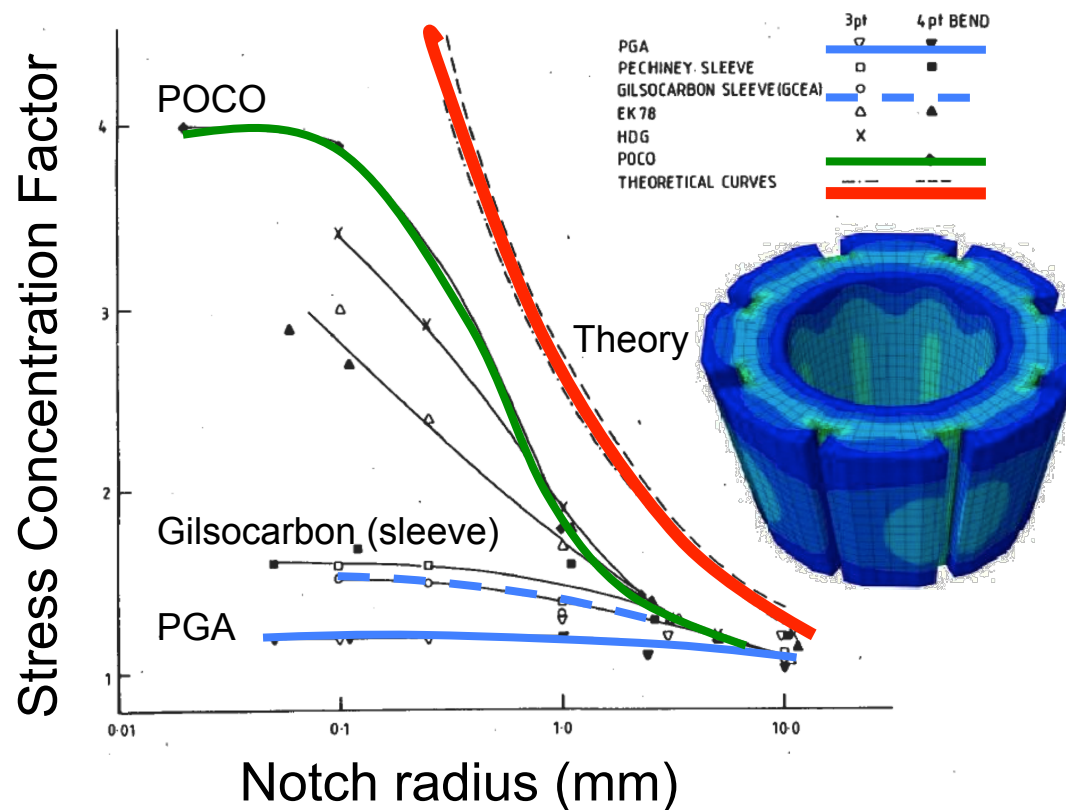 Stress Concentration Factor
4
3
2
1
POCO
Gilsocarbon (sleeve)
PGA
Theory
3pt 4pt BEND
PGA
PECHINEY SLEEVE
GILSOCARBON SLEEVE (GCEA)
EK 78
HDG
POCO
THEORETICAL CURVES
0·01 0·1 1·0 10·0
Notch radius (mm)